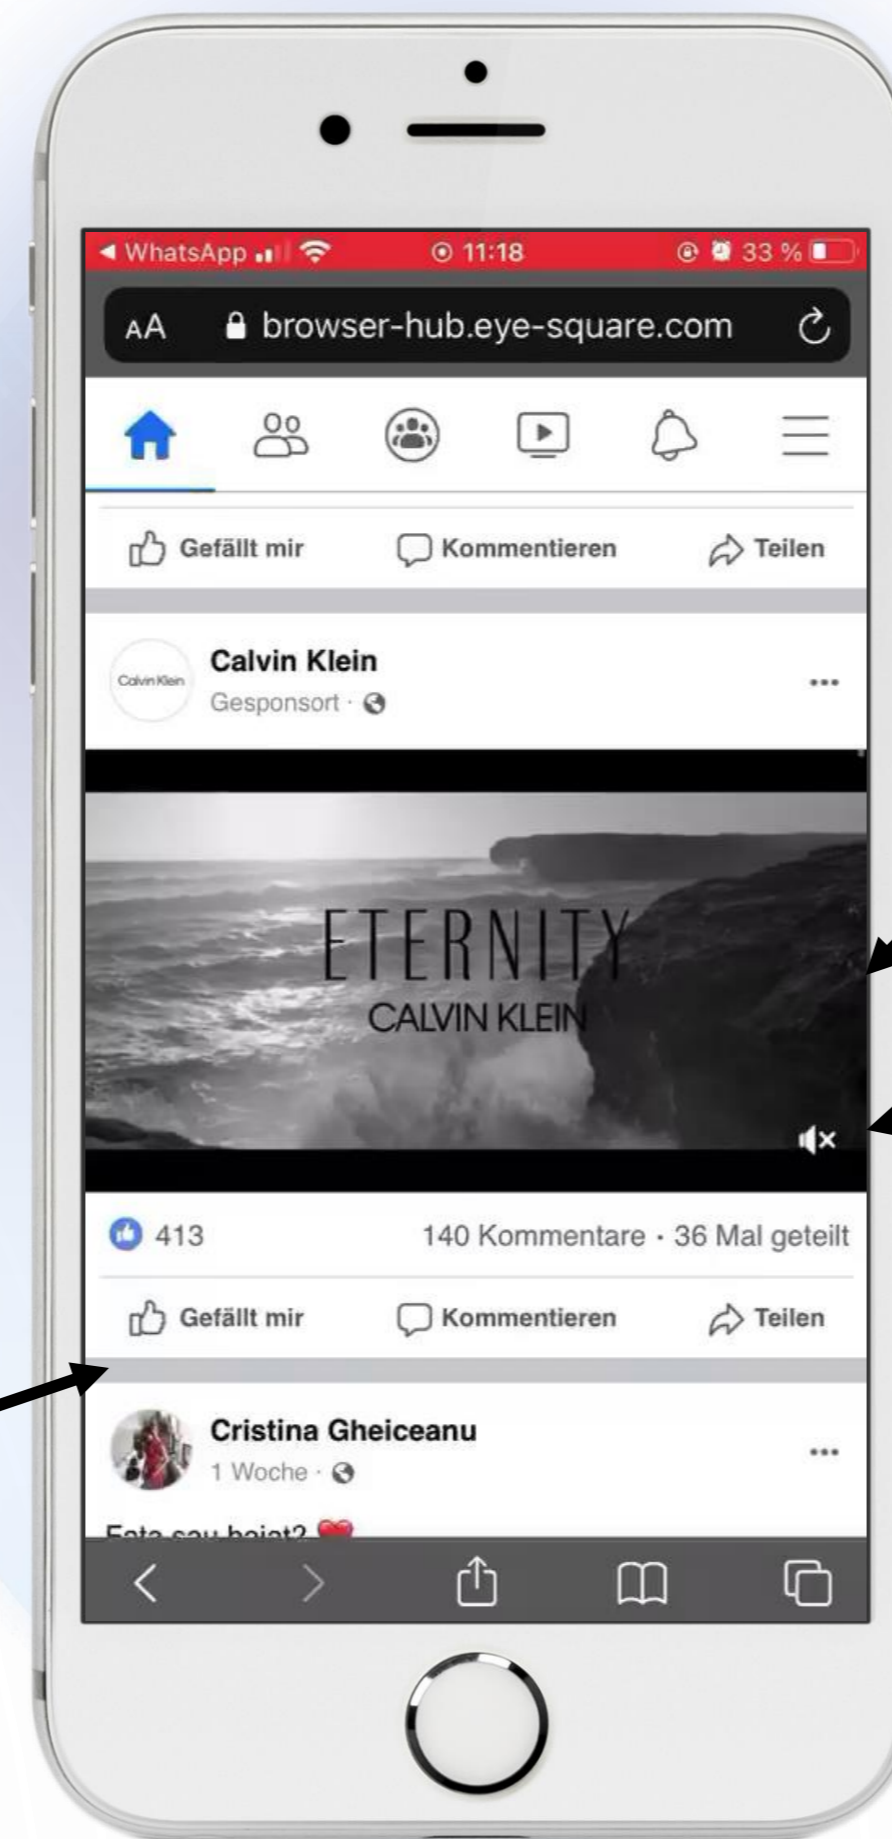 WhatsApp 11:18 33 %
AA browser-hub.eye-square.com
Gefällt mir Kommentieren Teilen
Calvin Klein
Calvin Klein
Gesponsort ·
ETERNITY
CALVIN KLEIN
413 140 Kommentare • 36 Mal geteilt
Gefällt mir Kommentieren Teilen
Cristina Gheiceanu
1 Woche ·
sau